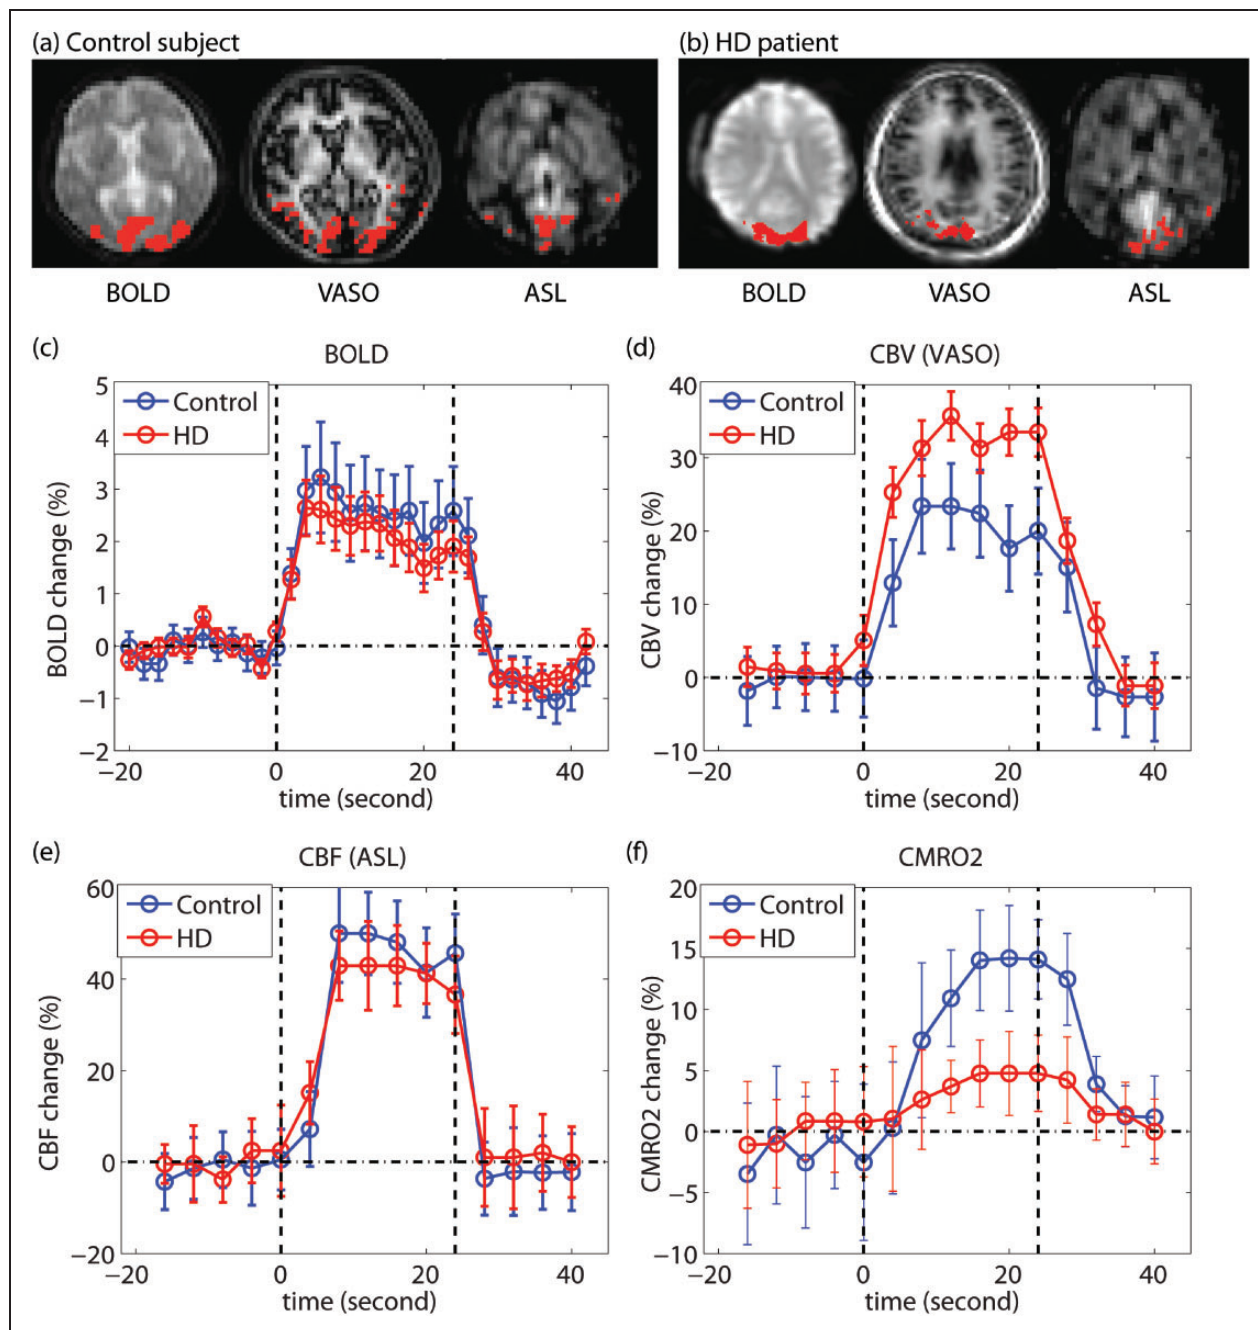 (a) Control subject
(b) HD patient
BOLD VASO ASL
BOLD VASO ASL
(c) BOLD
5
4
3
2
1
0
−1
−2
BOLD change (%)
Control
HD
−20 0 20 40
time (second)
(d) CBV (VASO)
40
30
20
10
0
−10
CBV change (%)
Control
HD
−20 0 20 40
time (second)
(e) CBF (ASL)
60
40
20
0
−20
CBF change (%)
Control
HD
−20 0 20 40
time (second)
(f) CMRO2
20
15
10
5
0
−5
−10
CMRO2 change (%)
Control
HD
−20 0 20 40
time (second)